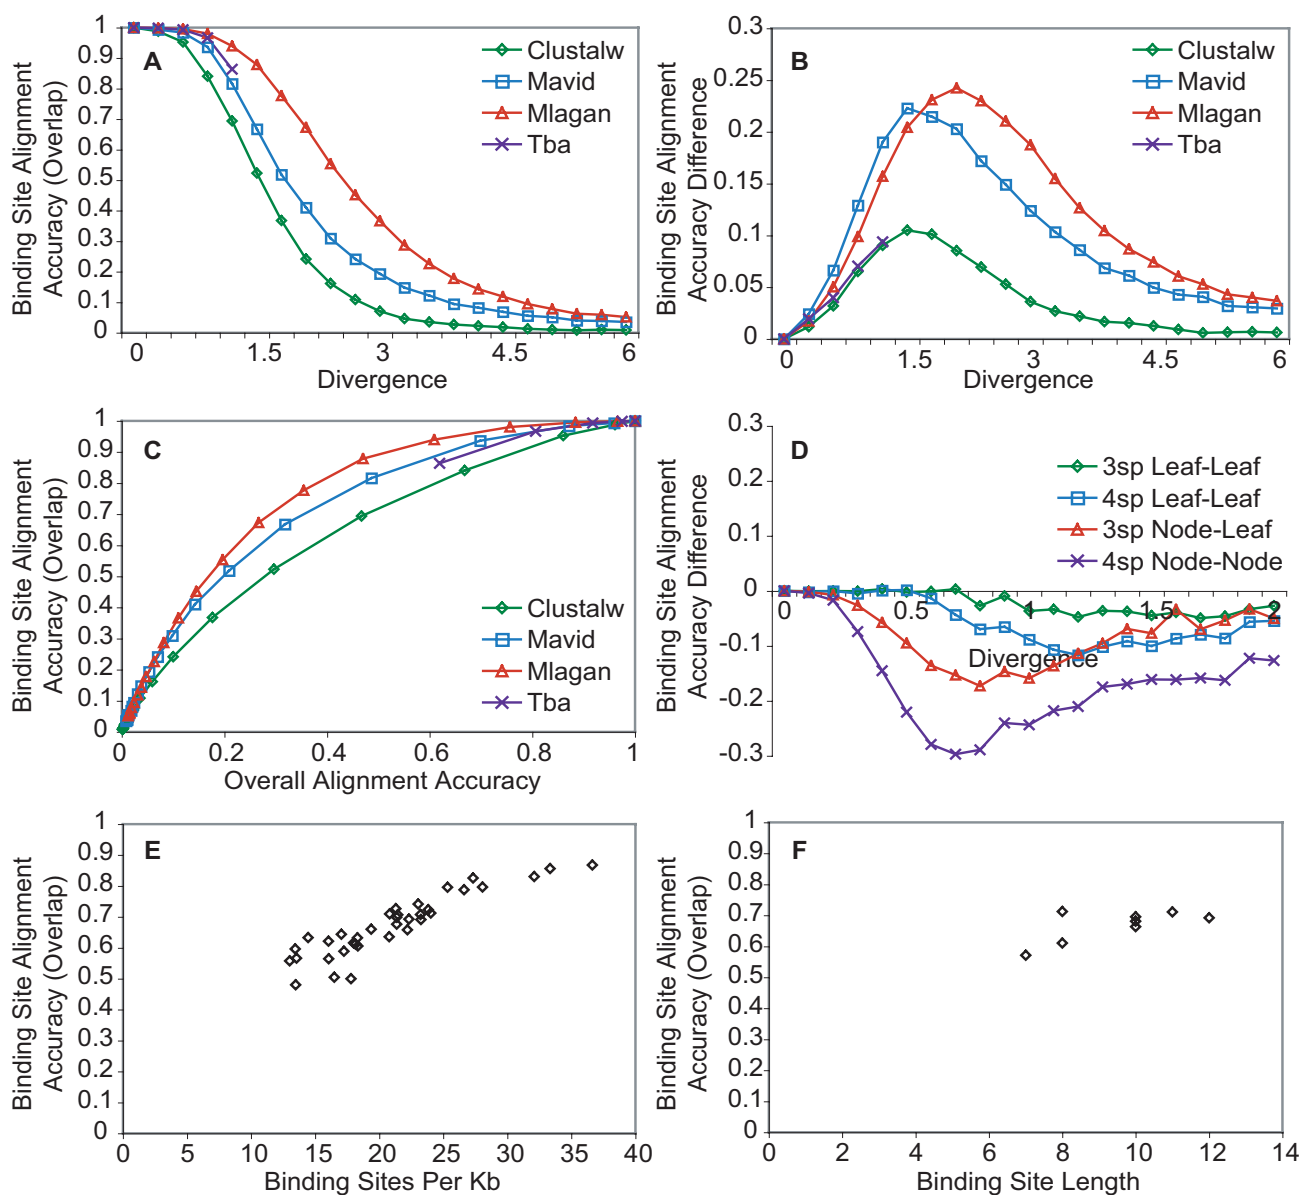 A
Binding Site Alignment
Accuracy (Overlap)
1
0.9
0.8
0.7
0.6
0.5
0.4
0.3
0.2
0.1
0
Clustalw
Mavid
Mlagan
Tba
0 1.5 3 4.5 6
Divergence
B
Binding Site Alignment
Accuracy Difference
0.3
0.25
0.2
0.15
0.1
0.05
0
Clustalw
Mavid
Mlagan
Tba
0 1.5 3 4.5 6
Divergence
C
Binding Site Alignment
Accuracy (Overlap)
1
0.9
0.8
0.7
0.6
0.5
0.4
0.3
0.2
0.1
0
Clustalw
Mavid
Mlagan
Tba
0 0.2 0.4 0.6 0.8 1
Overall Alignment Accuracy
D
Binding Site Alignment
Accuracy Difference
0.3
0.2
0.1
0
-0.1
-0.2
-0.3
3sp Leaf-Leaf
4sp Leaf-Leaf
3sp Node-Leaf
4sp Node-Node
0 0.5 1 1.5 2
Divergence
E
Binding Site Alignment
Accuracy (Overlap)
1
0.9
0.8
0.7
0.6
0.5
0.4
0.3
0.2
0.1
0
0 5 10 15 20 25 30 35 40
Binding Sites Per Kb
F
Binding Site Alignment
Accuracy (Overlap)
1
0.9
0.8
0.7
0.6
0.5
0.4
0.3
0.2
0.1
0
0 2 4 6 8 10 12 14
Binding Site Length